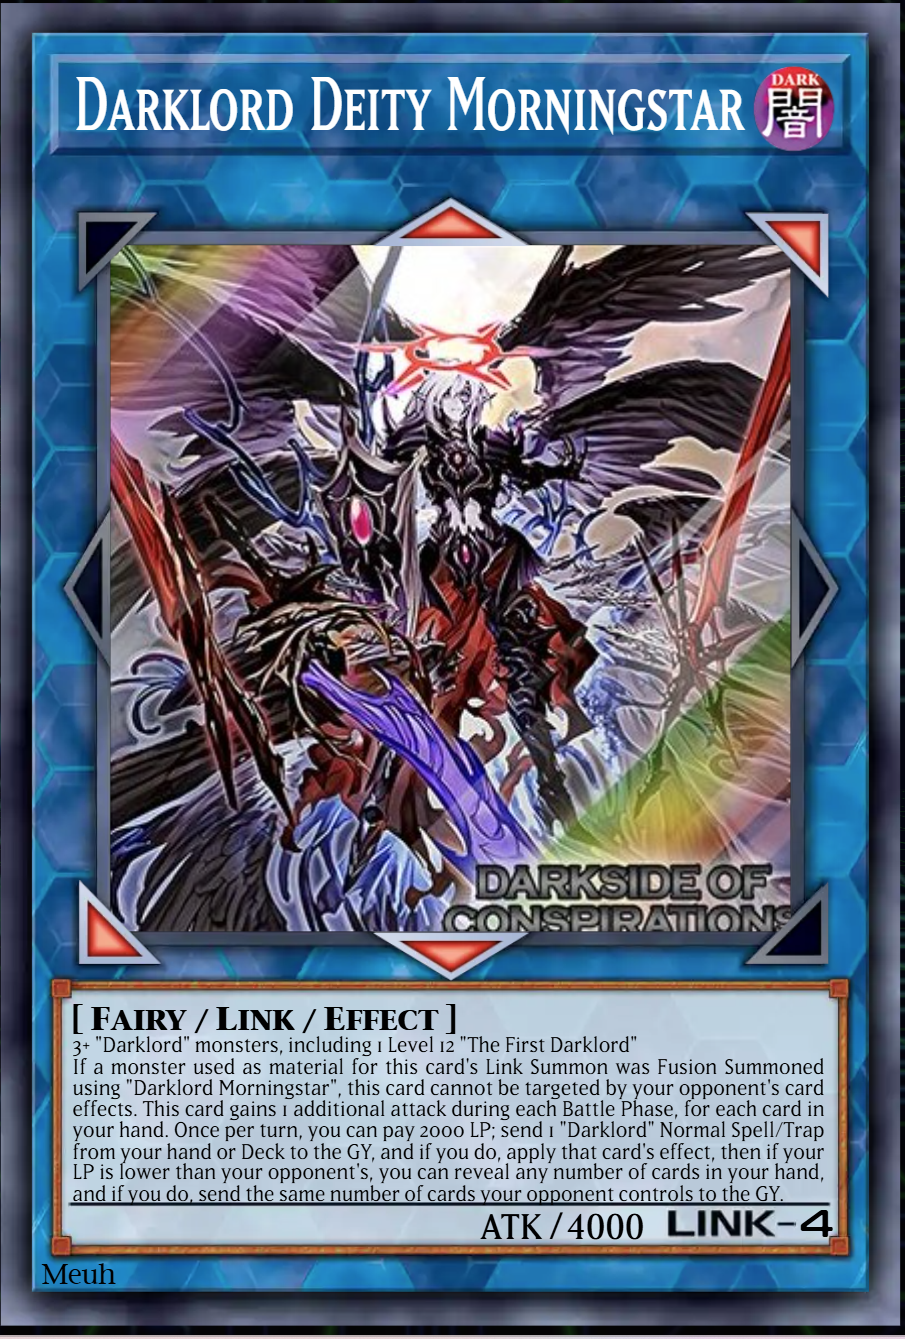 DARKLORD DEITY MORNINGSTAR
DARK
闇
DARKSIDE OF
CONSPIRATIONS
[ FAIRY / LINK / EFFECT ]
3+ "Darklord" monsters, including 1 Level 12 "The First Darklord"
If a monster used as material for this card's Link Summon was Fusion Summoned
using "Darklord Morningstar", this card cannot be targeted by your opponent's card
effects. This card gains 1 additional attack during each Battle Phase, for each card in
your hand. Once per turn, you can pay 2000 LP; send 1 "Darklord" Normal Spell/Trap
from your hand or Deck to the GY, and if you do, apply that card's effect, then if your
LP is lower than your opponent's, you can reveal any number of cards in your hand,
and if you do, send the same number of cards your opponent controls to the GY.
ATK / 4000 LINK-4
Meuh